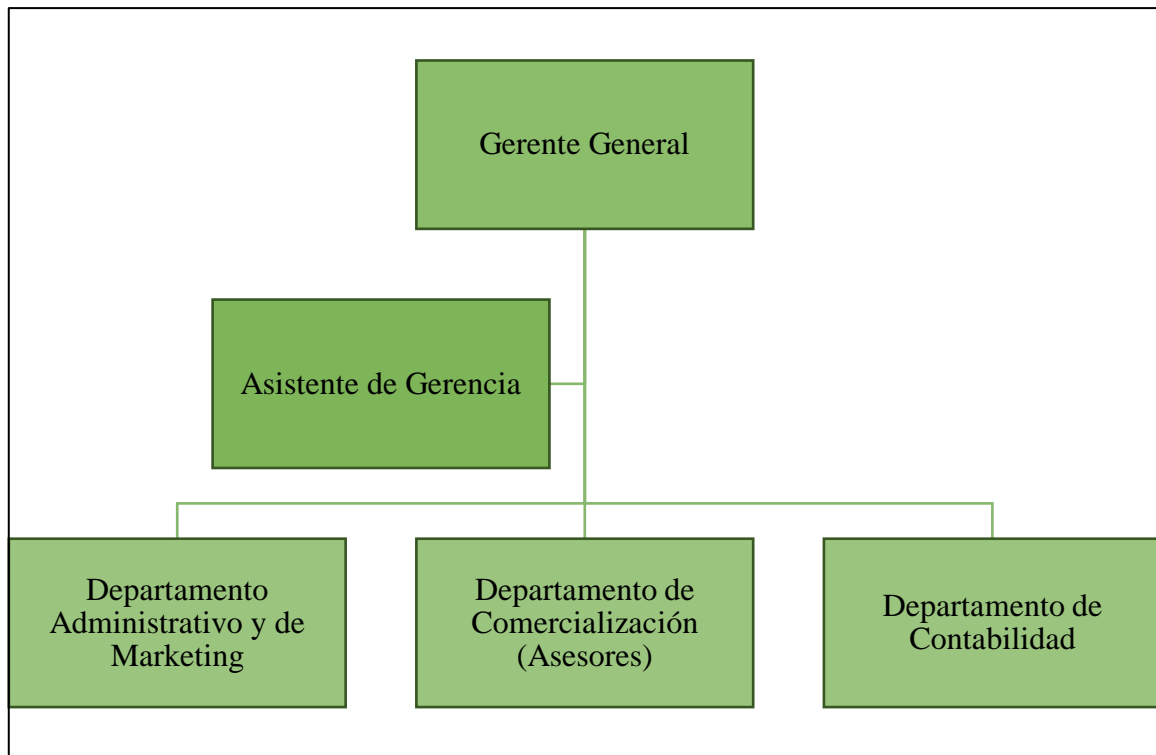 Gerente General
Asistente de Gerencia
Departamento
Administrativo y de
Marketing
Departamento de
Comercialización
(Asesores)
Departamento de
Contabilidad